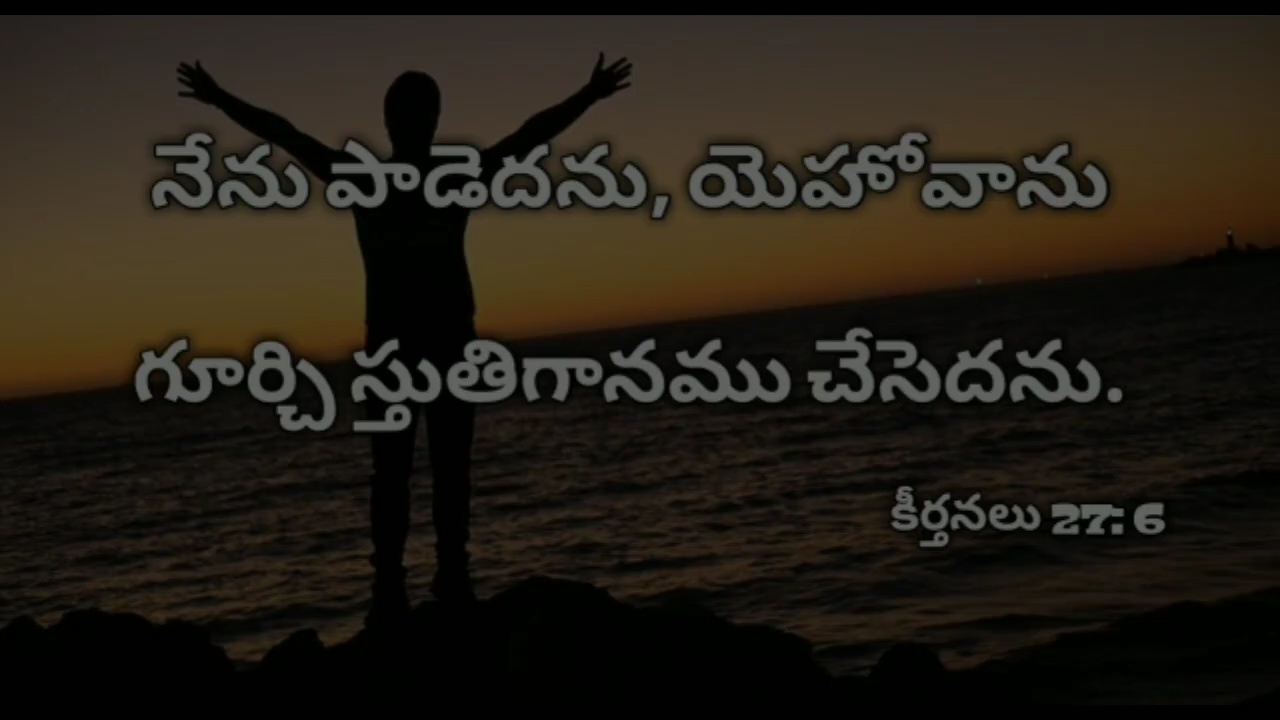 నేను పాడెదను, యెహోవాను
గూర్చి స్తుతిగానము చేసెదను.
కీర్తనలు 27: 6